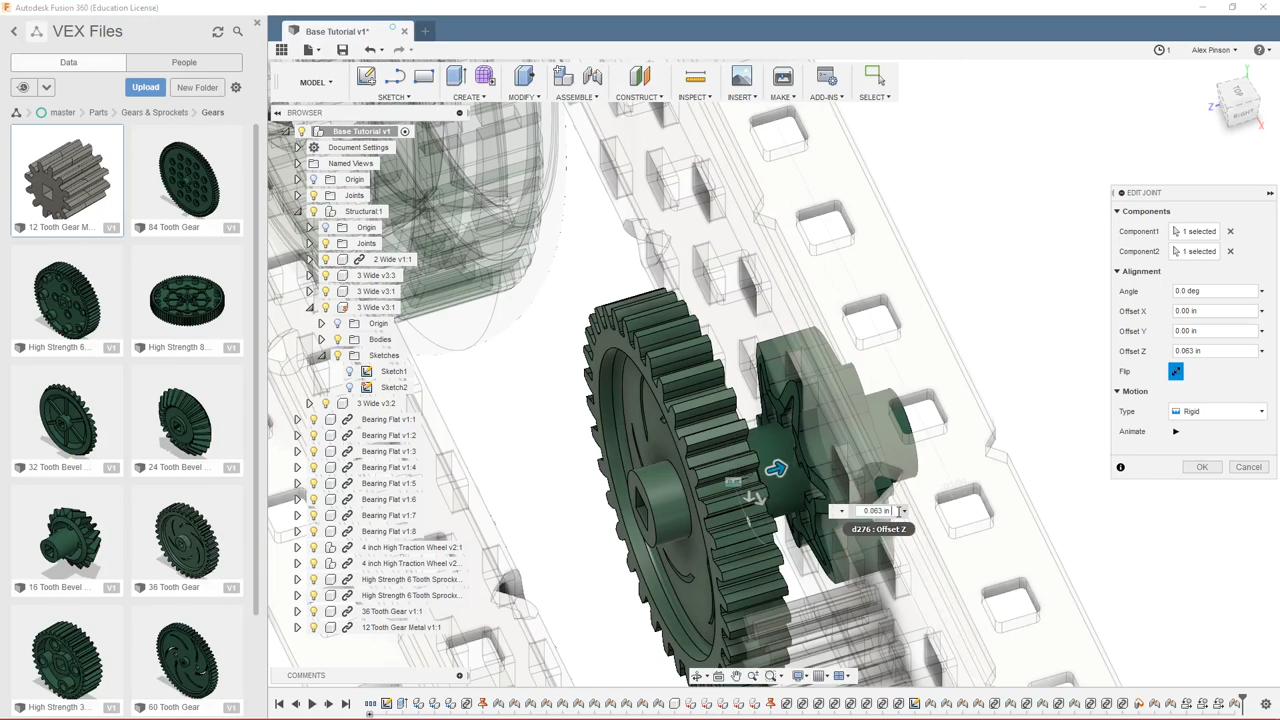 Autodesk Fusion 360 (Education License)
VEX Files
Data People
Upload New Folder
master > Parts > Gears & Sprockets > Gears
12 Tooth Gear M... V1
84 Tooth Gear V1
High Strength 6... V1
High Strength 8... V1
32 Tooth Bevel ... V1
24 Tooth Bevel ... V1
16 Tooth Bevel ... V1
36 Tooth Gear V1
High Strength 3... V1
60 Tooth Gear V1
Base Tutorial v1*
1 Alex Pinson
MODEL
SKETCH CREATE MODIFY ASSEMBLE CONSTRUCT INSPECT INSERT MAKE ADD-INS SELECT
BROWSER
Base Tutorial v1
Document Settings
Named Views
Origin
Joints
Structural:1
Origin
Joints
2 Wide v1:1
3 Wide v3:3
3 Wide v3:1
3 Wide v3:1
Origin
Bodies
Sketches
Sketch1
Sketch2
3 Wide v3:2
Bearing Flat v1:1
Bearing Flat v1:2
Bearing Flat v1:3
Bearing Flat v1:4
Bearing Flat v1:5
Bearing Flat v1:6
Bearing Flat v1:7
Bearing Flat v1:8
4 inch High Traction Wheel v2:1
4 inch High Traction Wheel v2...
High Strength 6 Tooth Sprocke...
High Strength 6 Tooth Sprocke...
36 Tooth Gear v1:1
12 Tooth Gear Metal v1:1
COMMENTS
Y
Z
X
RIGHT
0.063 in
d276 : Offset Z
EDIT JOINT
Components
Component1 1 selected
Component2 1 selected
Alignment
Angle 0.0 deg
Offset X 0.00 in
Offset Y 0.00 in
Offset Z 0.063 in
Flip
Motion
Type Rigid
Animate
OK Cancel